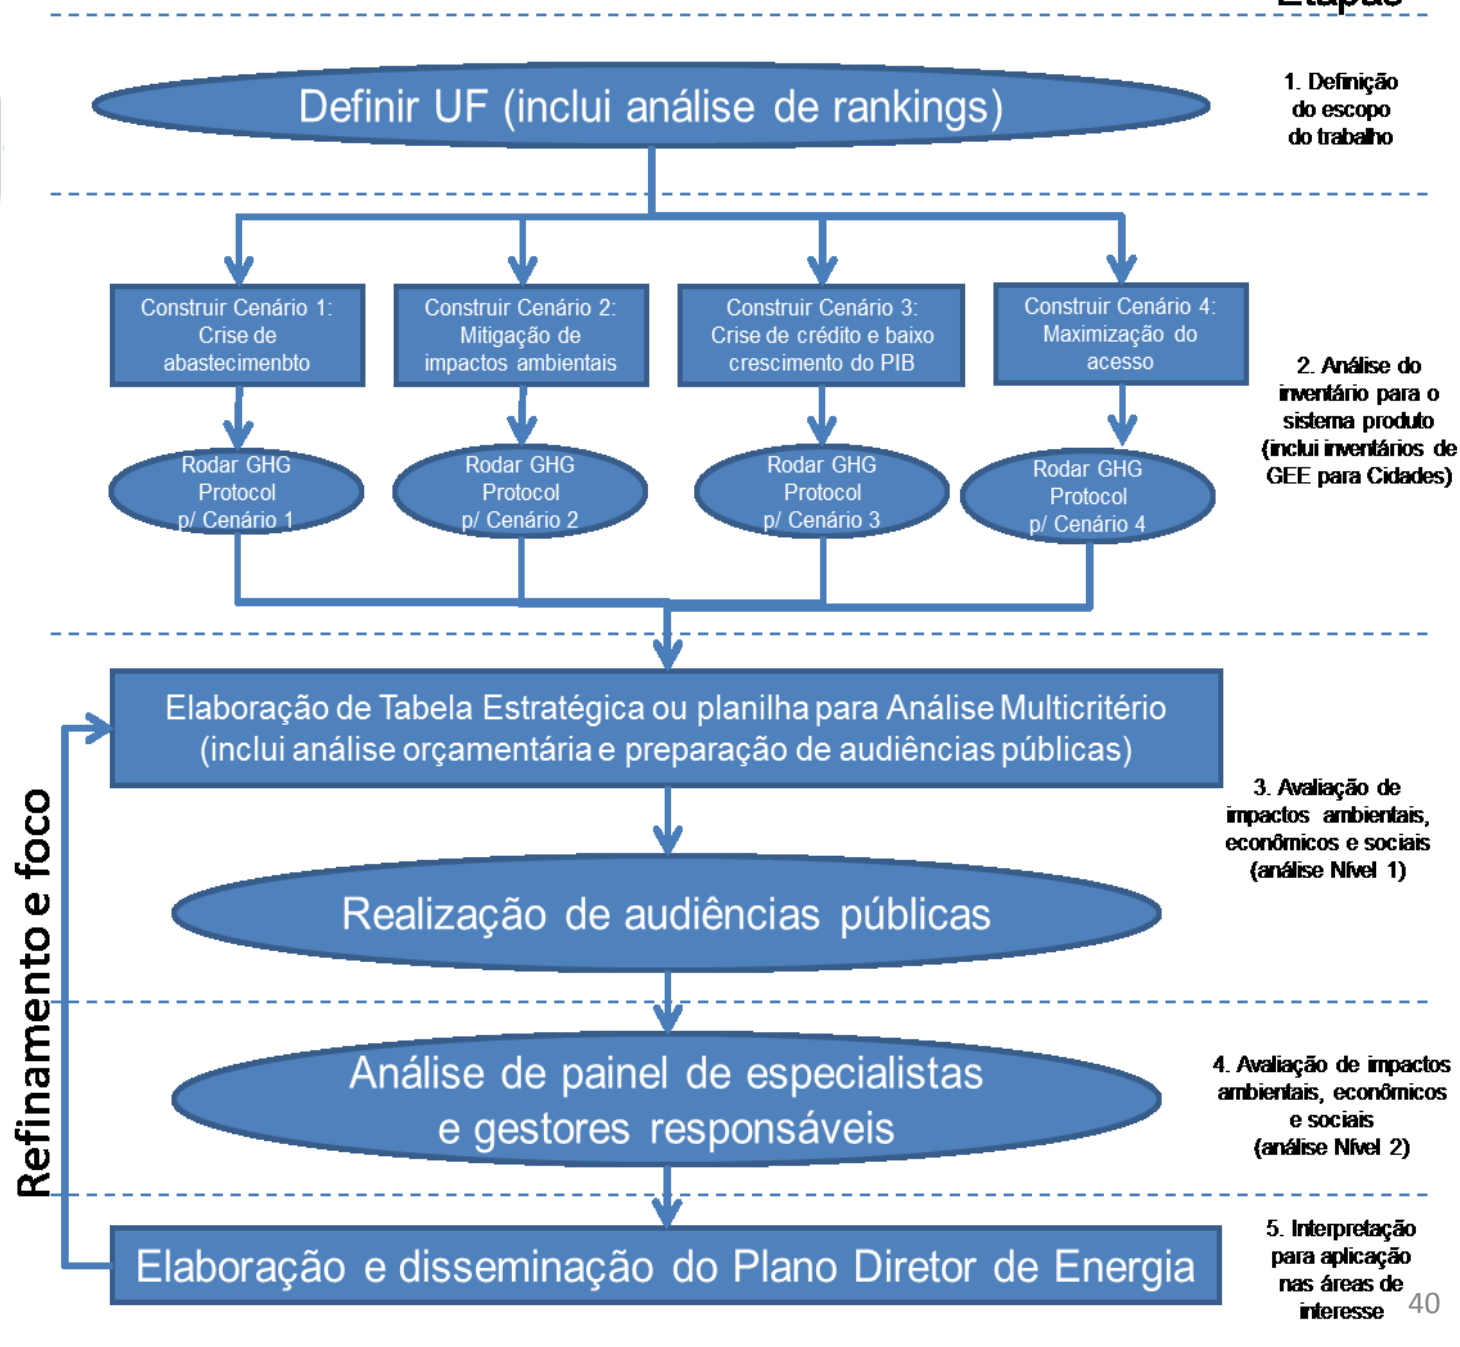 Etapas
Definir UF (inclui análise de rankings)
1. Definição
do escopo
do trabalho
Construir Cenário 1:
Crise de
abastecimenbto
Construir Cenário 2:
Mitigação de
impactos ambientais
Construir Cenário 3:
Crise de crédito e baixo
crescimento do PIB
Construir Cenário 4:
Maximização do
acesso
Rodar GHG
Protocol
p/ Cenário 1
Rodar GHG
Protocol
p/ Cenário 2
Rodar GHG
Protocol
p/ Cenário 3
Rodar GHG
Protocol
p/ Cenário 4
2. Análise do
inventário para o
sistema produto
(inclui inventários de
GEE para Cidades)
Elaboração de Tabela Estratégica ou planilha para Análise Multicritério
(inclui análise orçamentária e preparação de audiências públicas)
Realização de audiências públicas
3. Avaliação de
impactos ambientais,
econômicos e sociais
(análise Nível 1)
Refinamento e foco
Análise de painel de especialistas
e gestores responsáveis
4. Avaliação de impactos
ambientais, econômicos
e sociais
(análise Nível 2)
Elaboração e disseminação do Plano Diretor de Energia
5. Interpretação
para aplicação
nas áreas de
interesse
40